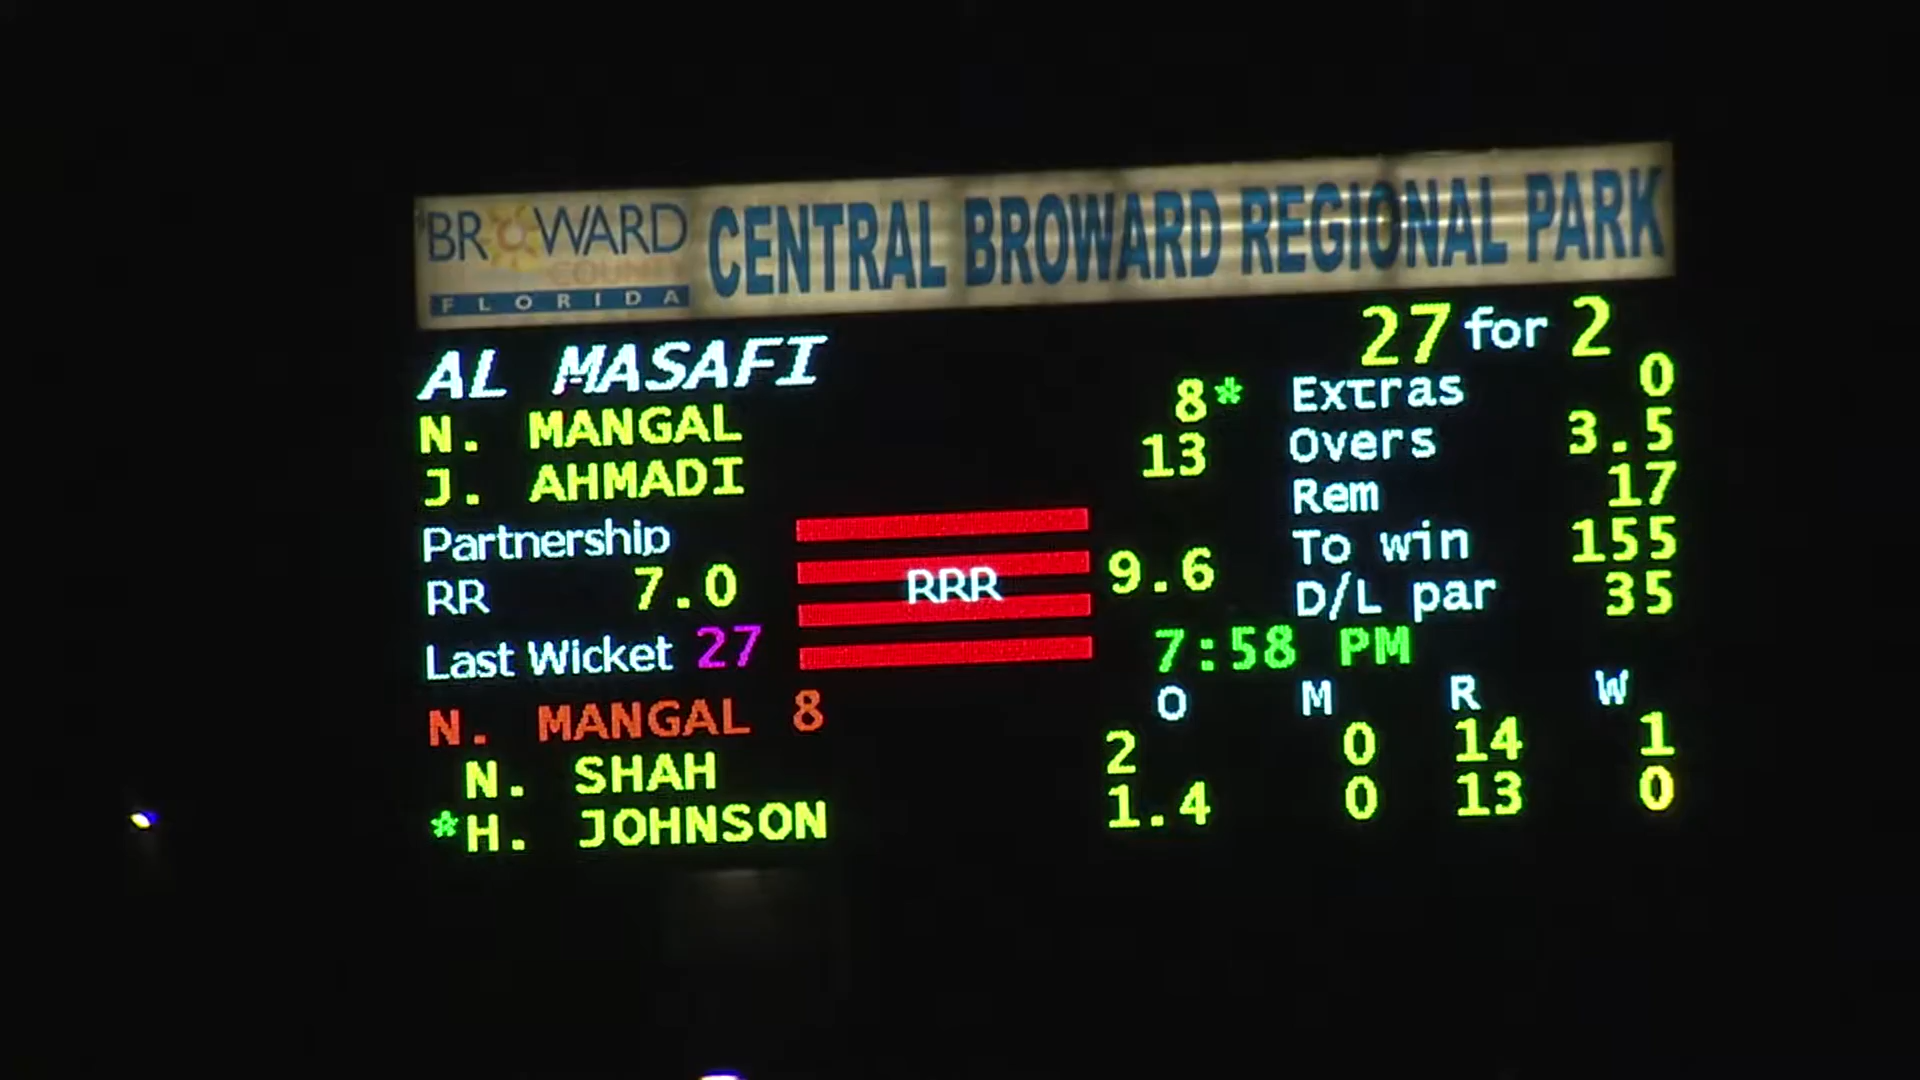 BROWARD CENTRAL BROWARD REGIONAL PARK
COUNTY
FLORIDA
AL MASAFI 27 for 2
N. MANGAL 8* Extras 0
J. AHMADI 13 Overs 3.5
Rem 17
Partnership To win 155
RR 7.0 RRR 9.6 D/L par 35
Last Wicket 27 7:58 PM
N. MANGAL 8 O M R W
N. SHAH 2 0 14 1
*H. JOHNSON 1.4 0 13 0